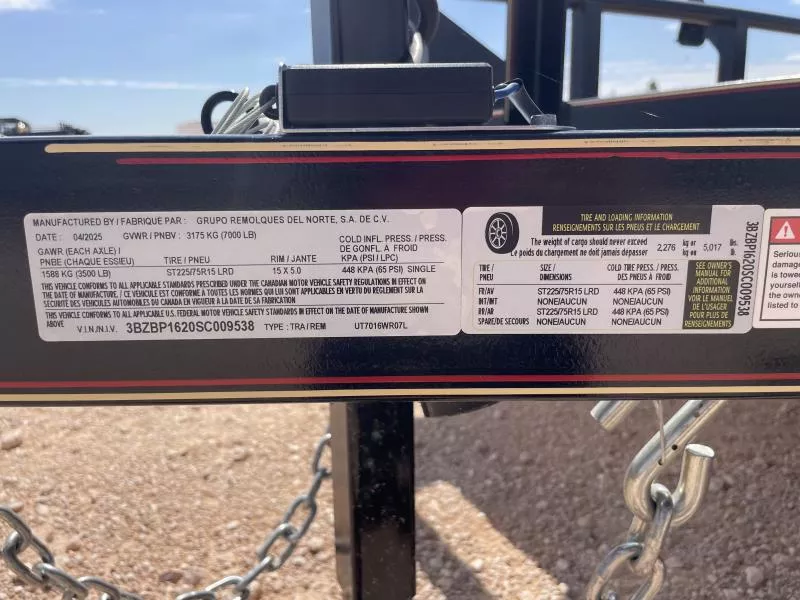 MANUFACTURED BY / FABRIQUÉ PAR : GRUPO REMOLQUES DEL NORTE, S.A. DE C.V.
DATE : 04/2025 GVWR / PNBV : 3175 KG (7000 LB)
GAWR (EACH AXLE) /
PNBE (CHAQUE ESSIEU)
TIRE / PNEU
RIM / JANTE
COLD INFL. PRESS. / PRESS.
DE GONFL. À FROID
KPA (PSI / LPC)
1588 KG (3500 LB) ST225/75R15 LRD 15 X 5.0 448 KPA (65 PSI) SINGLE
THIS VEHICLE CONFORMS TO ALL APPLICABLE STANDARDS PRESCRIBED UNDER THE CANADIAN MOTOR VEHICLE SAFETY REGULATIONS IN EFFECT ON
THE DATE OF MANUFACTURE / CE VÉHICULE EST CONFORME À TOUTES LES NORMES QUI LUI SONT APPLICABLES EN VERTU DU RÈGLEMENT SUR LA
SÉCURITÉ DES VÉHICULES AUTOMOBILES DU CANADA EN VIGUEUR À LA DATE DE SA FABRICATION
THIS VEHICLE CONFORMS TO ALL APPLICABLE U.S. FEDERAL MOTOR VEHICLE SAFETY STANDARDS IN EFFECT ON THE DATE OF MANUFACTURE SHOWN
ABOVE
V.I.N./N.I.V. 3BZBP1620SC009538 TYPE : TRA / REM UT7016WR07L
TIRE AND LOADING INFORMATION
RENSEIGNEMENTS SUR LES PNEUS ET LE CHARGEMENT
The weight of cargo should never exceed
Le poids du chargement ne doit jamais dépasser
2,276 kg or kg ou 5,017 lbs. lb.
TIRE / PNEU
SIZE / DIMENSIONS
COLD TIRE PRESS. / PRESS. DES PNEUS À FROID
FR/AV ST225/75R15 LRD 448 KPA (65 PSI)
INT/INT NONE/AUCUN NONE/AUCUN
RR/AR ST225/75R15 LRD 448 KPA (65 PSI)
SPARE/DE SECOURS NONE/AUCUN NONE/AUCUN
SEE OWNER'S
MANUAL FOR
ADDITIONAL
INFORMATION
VOIR LE MANUEL
DE L'USAGER
POUR PLUS DE
RENSEIGNEMENTS
3BZBP1620SC009538
Serious
damage
is towe
yourself
the own
listed to